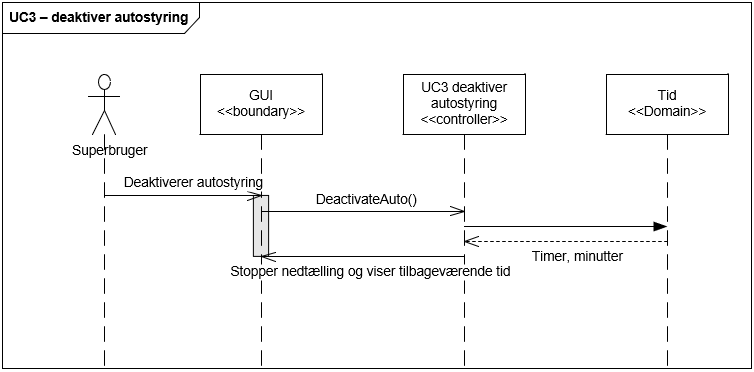 UC3 – deaktiver autostyring
GUI
<<boundary>>
UC3 deaktiver
autostyring
<<controller>>
Tid
<<Domain>>
Superbruger
Deaktiverer autostyring
DeactivateAuto()
Timer, minutter
Stopper nedtælling og viser tilbageværende tid